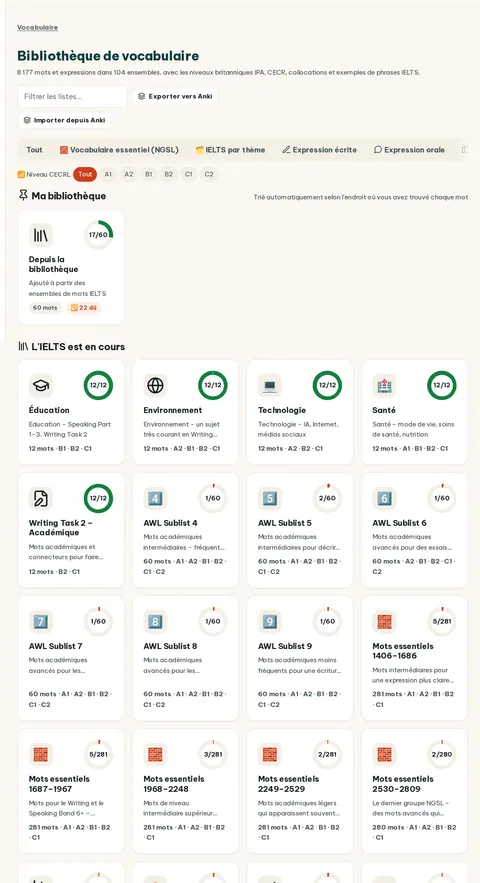 Vocabulaire
Bibliothèque de vocabulaire
8 177 mots et expressions dans 104 ensembles, avec les niveaux britanniques IPA, CECR, collocations et exemples de phrases IELTS.
Filtrer les listes...
Exporter vers Anki
Importer depuis Anki
Tout
Vocabulaire essentiel (NGSL)
IELTS par thème
Expression écrite
Expression orale
Niveau CECRL
Tout
A1
A2
B1
B2
C1
C2
Ma bibliothèque
Trié automatiquement selon l'endroit où vous avez trouvé chaque mot
17/60
Depuis la
bibliothèque
Ajouté à partir des
ensembles de mots IELTS
60 mots
22 dû
L'IELTS est en cours
12/12
Éducation
Education – Speaking Part
1–3, Writing Task 2
12 mots · B1 · B2 · C1
12/12
Environnement
Environnement – un sujet
très courant en Writing...
12 mots · A2 · B1 · B2 · C1
12/12
Technologie
Technologie – IA, Internet,
médias sociaux
12 mots · A2 · B2 · C1
12/12
Santé
Santé – mode de vie, soins
de santé, nutrition
12 mots · A1 · B1 · B2 · C1
12/12
Writing Task 2 –
Académique
Mots académiques et
connecteurs pour faire...
12 mots · B2 · C1
4
1/60
AWL Sublist 4
Mots académiques
intermédiaires – fréquent...
60 mots · A1 · A2 · B1 · B2 ·
C1 · C2
5
2/60
AWL Sublist 5
Mots académiques
intermédiaires pour décrir...
60 mots · A1 · A2 · B1 · B2 ·
C1 · C2
6
1/60
AWL Sublist 6
Mots académiques
avancés pour des essais...
60 mots · A1 · A2 · B1 · B2 · C1 ·
C2
7
1/60
AWL Sublist 7
Mots académiques
avancés pour les...
60 mots · A1 · A2 · B1 · B2 ·
C1 · C2
8
1/60
AWL Sublist 8
Mots académiques
avancés pour les...
60 mots · A1 · A2 · B1 · B2 ·
C1 · C2
9
1/60
AWL Sublist 9
Mots académiques moins
fréquents pour une écritur...
60 mots · A1 · A2 · B1 · B2 ·
C1 · C2
5/281
Mots essentiels
1406–1686
Mots intermédiaires pour
une expression plus claire...
281 mots · A1 · A2 · B1 · B2
· C1
5/281
Mots essentiels
1687–1967
Mots pour le Writing et le
Speaking Band 6+ –...
281 mots · A1 · A2 · B1 · B2
· C1
3/281
Mots essentiels
1968–2248
Mots de niveau
intermédiaire supérieur...
281 mots · A1 · A2 · B1 · B2
· C1
2/281
Mots essentiels
2249–2529
Mots académiques légers
qui apparaissent souvent...
281 mots · A1 · A2 · B1 · B2
· C1
2/280
Mots essentiels
2530–2809
Le dernier groupe NGSL –
des mots avancés qui...
280 mots · A1 · A2 · B1 · B2
· C1